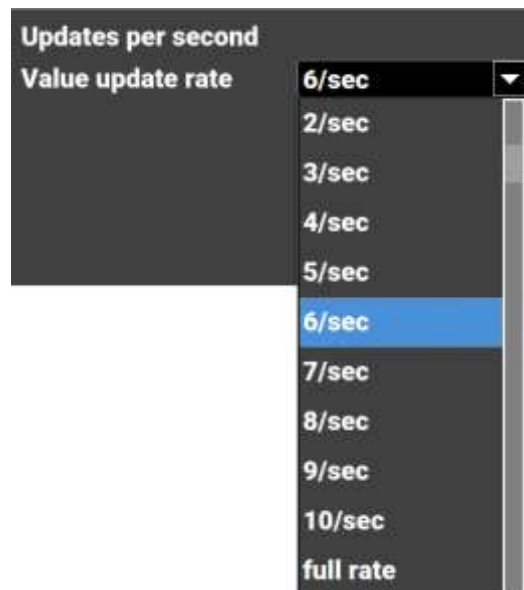 Updates per second
Value update rate 6/sec
2/sec
3/sec
4/sec
5/sec
6/sec
7/sec
8/sec
9/sec
10/sec
full rate